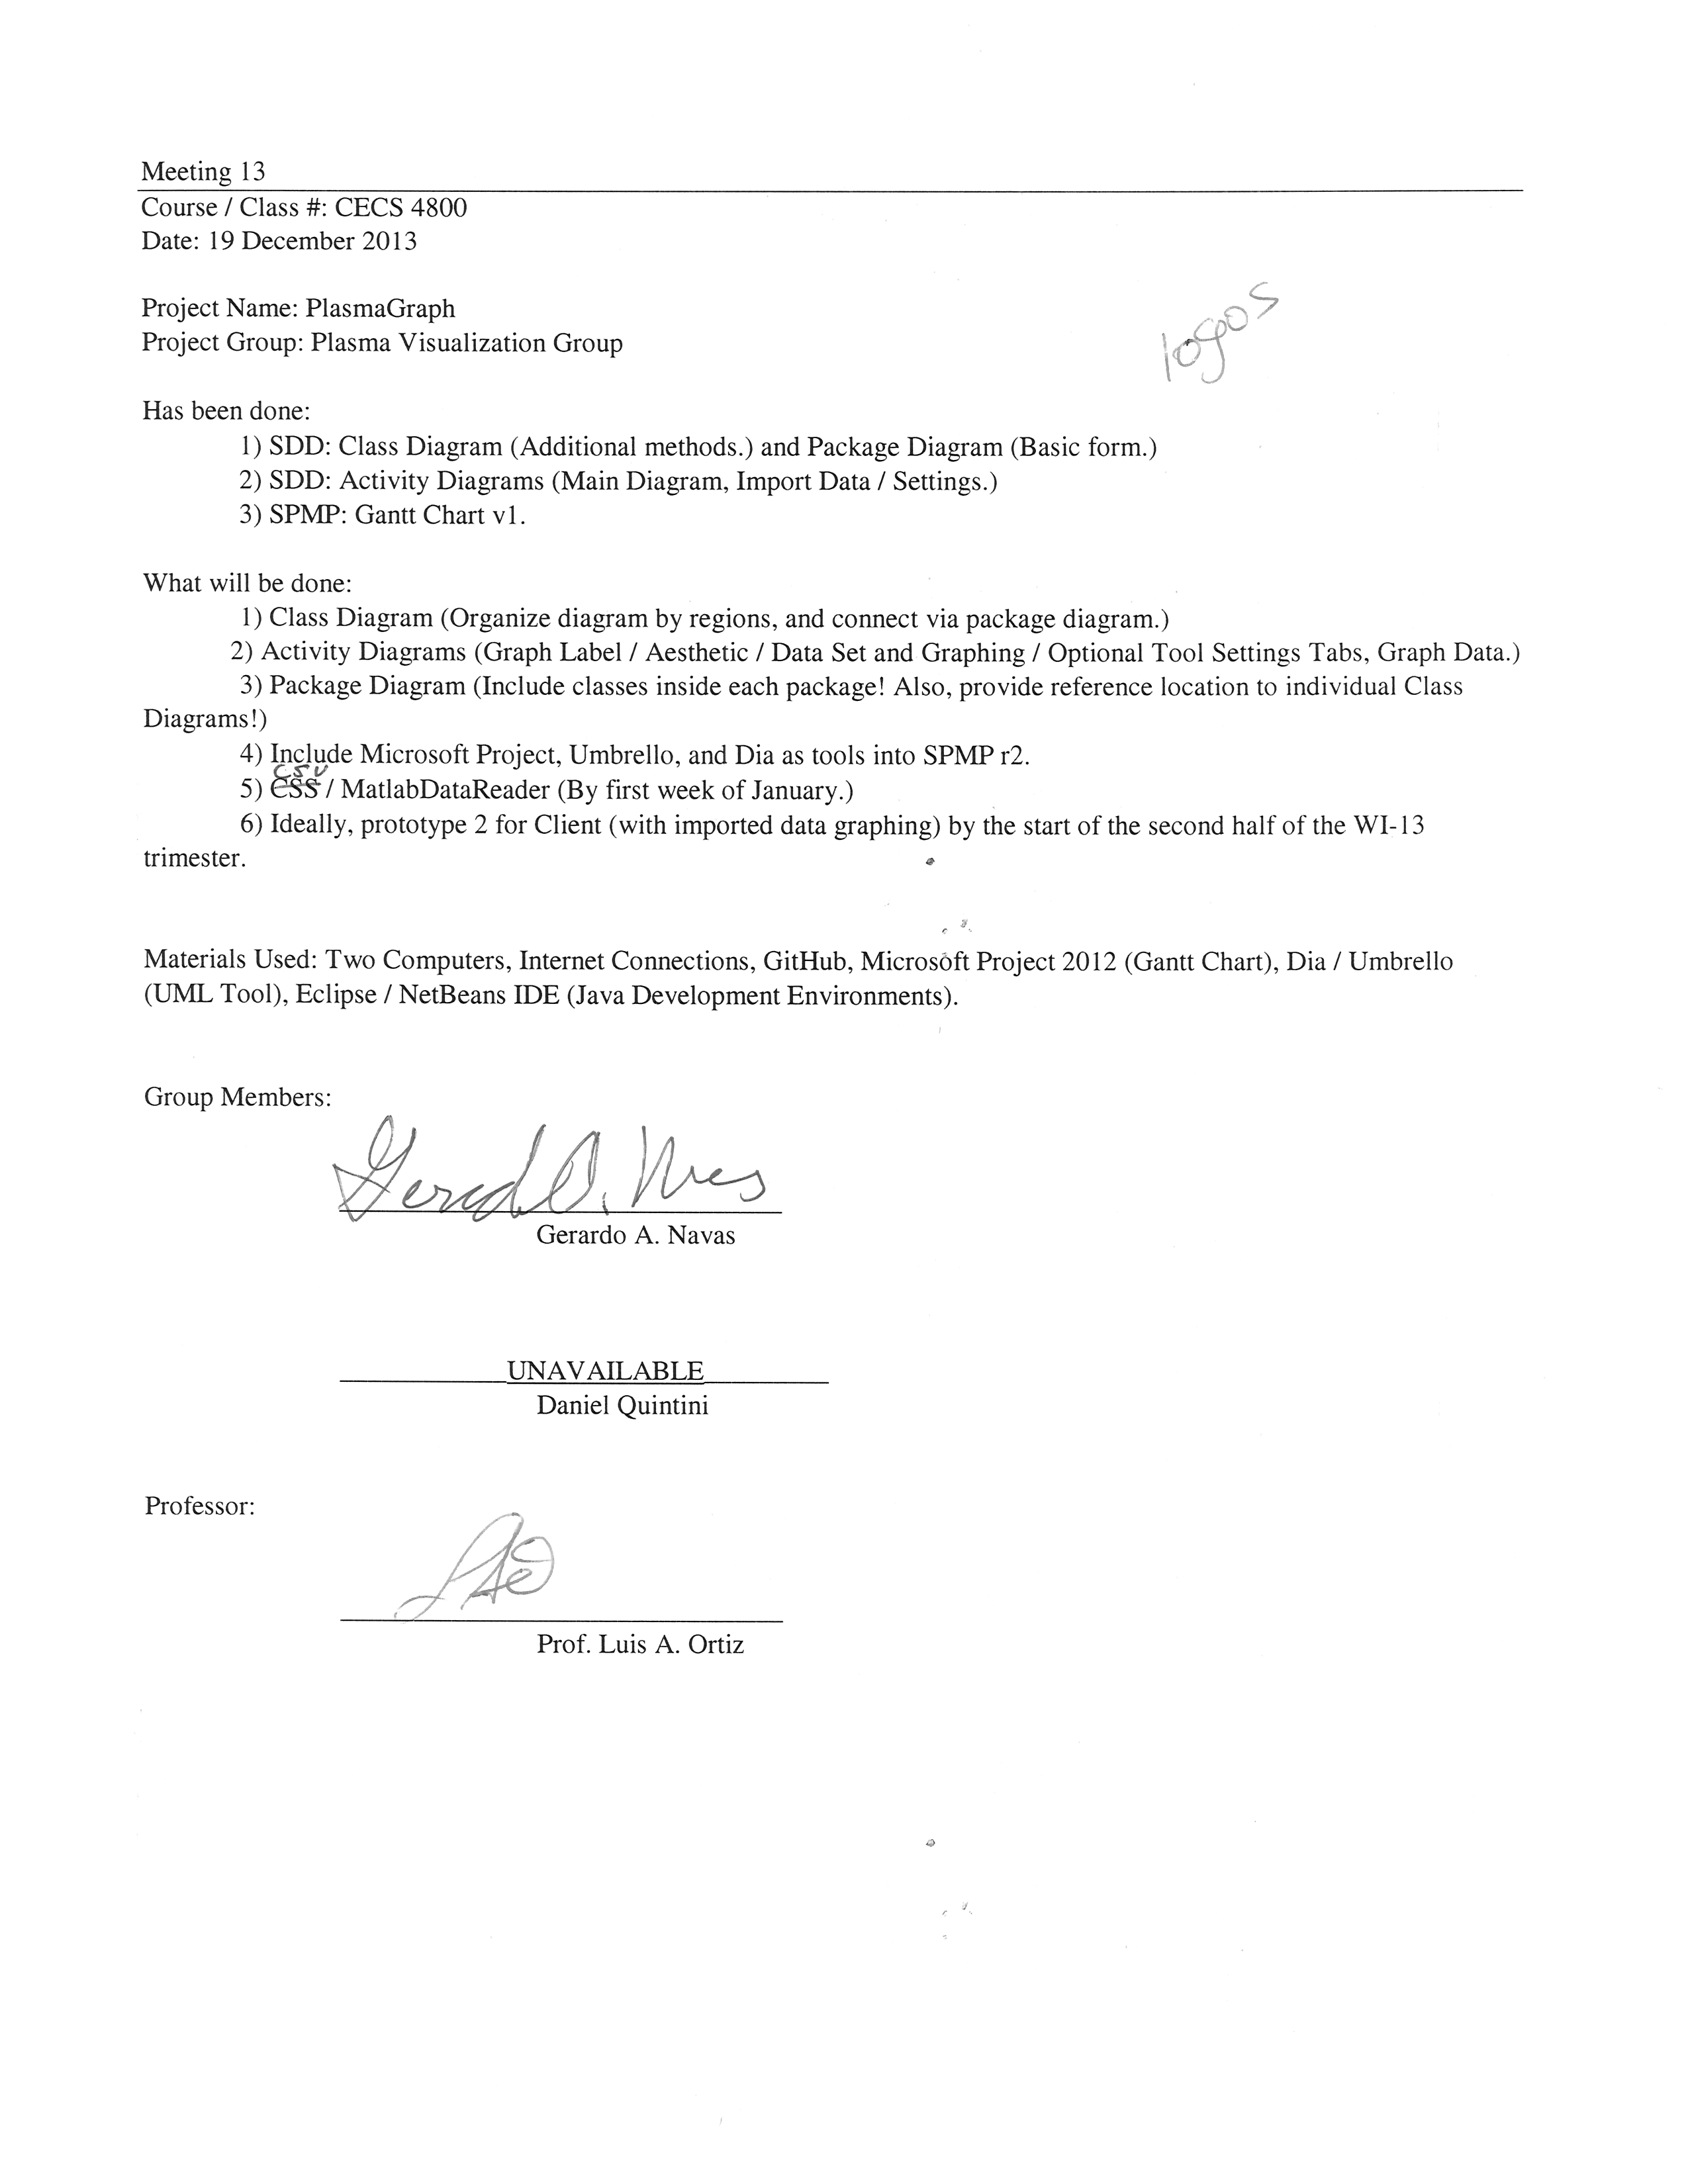 Meeting 13
Course / Class #: CECS 4800
Date: 19 December 2013
Project Name: PlasmaGraph
Project Group: Plasma Visualization Group
logos
Has been done:
1) SDD: Class Diagram (Additional methods.) and Package Diagram (Basic form.)
2) SDD: Activity Diagrams (Main Diagram, Import Data / Settings.)
3) SPMP: Gantt Chart v1.
What will be done:
1) Class Diagram (Organize diagram by regions, and connect via package diagram.)
2) Activity Diagrams (Graph Label / Aesthetic / Data Set and Graphing / Optional Tool Settings Tabs, Graph Data.)
3) Package Diagram (Include classes inside each package! Also, provide reference location to individual Class
Diagrams!)
4) Include Microsoft Project, Umbrello, and Dia as tools into SPMP r2.
CSV
5) CSS / MatlabDataReader (By first week of January.)
6) Ideally, prototype 2 for Client (with imported data graphing) by the start of the second half of the WI-13
trimester.
Materials Used: Two Computers, Internet Connections, GitHub, Microsoft Project 2012 (Gantt Chart), Dia / Umbrello
(UML Tool), Eclipse / NetBeans IDE (Java Development Environments).
Group Members:
Gerardo A. Navas
UNAVAILABLE
Daniel Quintini
Professor:
Prof. Luis A. Ortiz